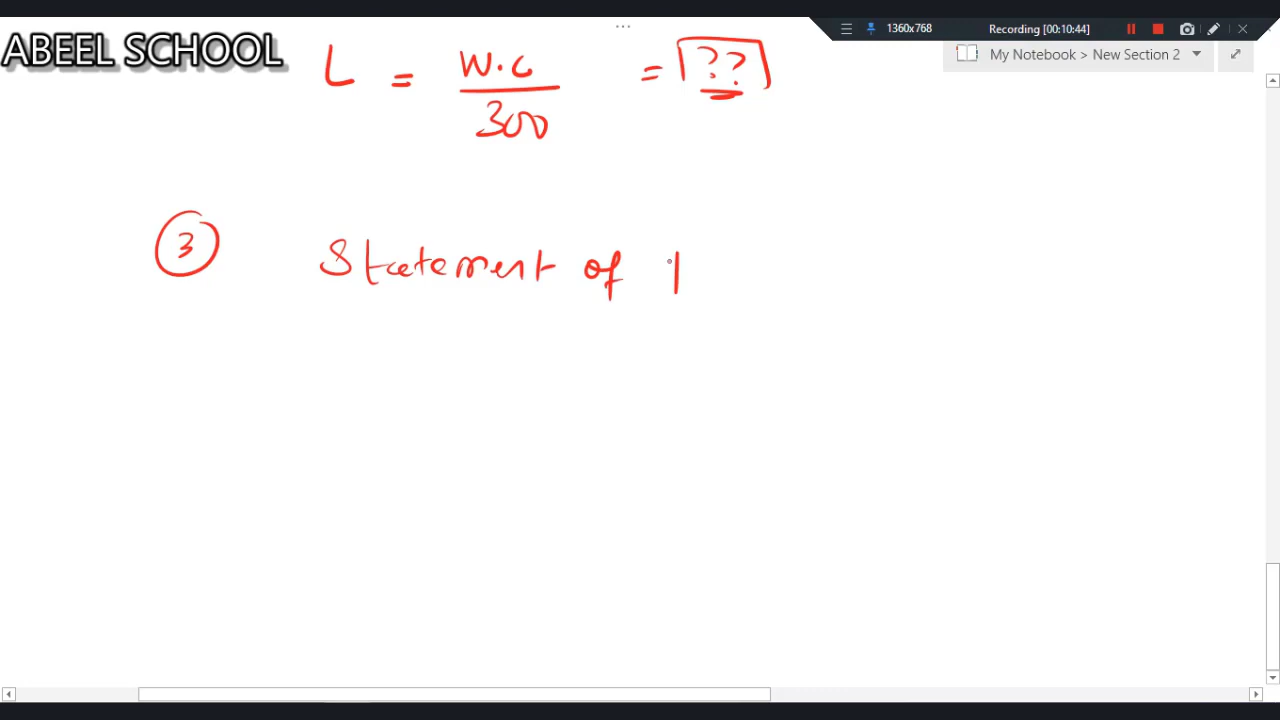 ABEEL SCHOOL
1360x768 Recording [00:10:44]
My Notebook > New Section 2
L = W.C / 300 = ??
3 Statement of